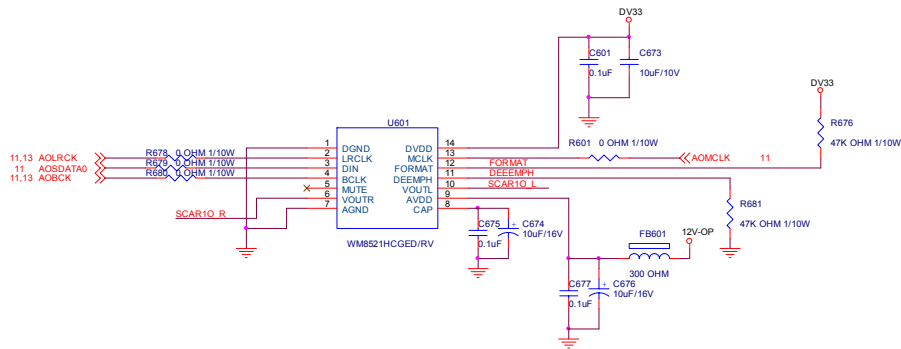 DV33
C601
C673
0.1uF
10uF/10V
DV33
R676
47K OHM 1/10W
U601
11,13 AOLRCK
11 AOSDATA0
11,13 AOBCK
R678 0 OHM 1/10W
R679 0 OHM 1/10W
R680 0 OHM 1/10W
1 DGND
2 LRCLK
3 DIN
4 BCLK
5 MUTE
6 VOUTR
7 AGND
DVDD 14
MCLK 13
FORMAT 12
DEEMPH 11
VOUTL 10
AVDD 9
CAP 8
R601 0 OHM 1/10W
AOMCLK 11
FORMAT
DEEEMPH
SCAR1O_L
SCAR1O_R
WM8521HCGED/RV
C675
0.1uF
C674
+
10uF/16V
R681
47K OHM 1/10W
12V-OP
FB601
300 OHM
C677
0.1uF
C676
+
10uF/16V